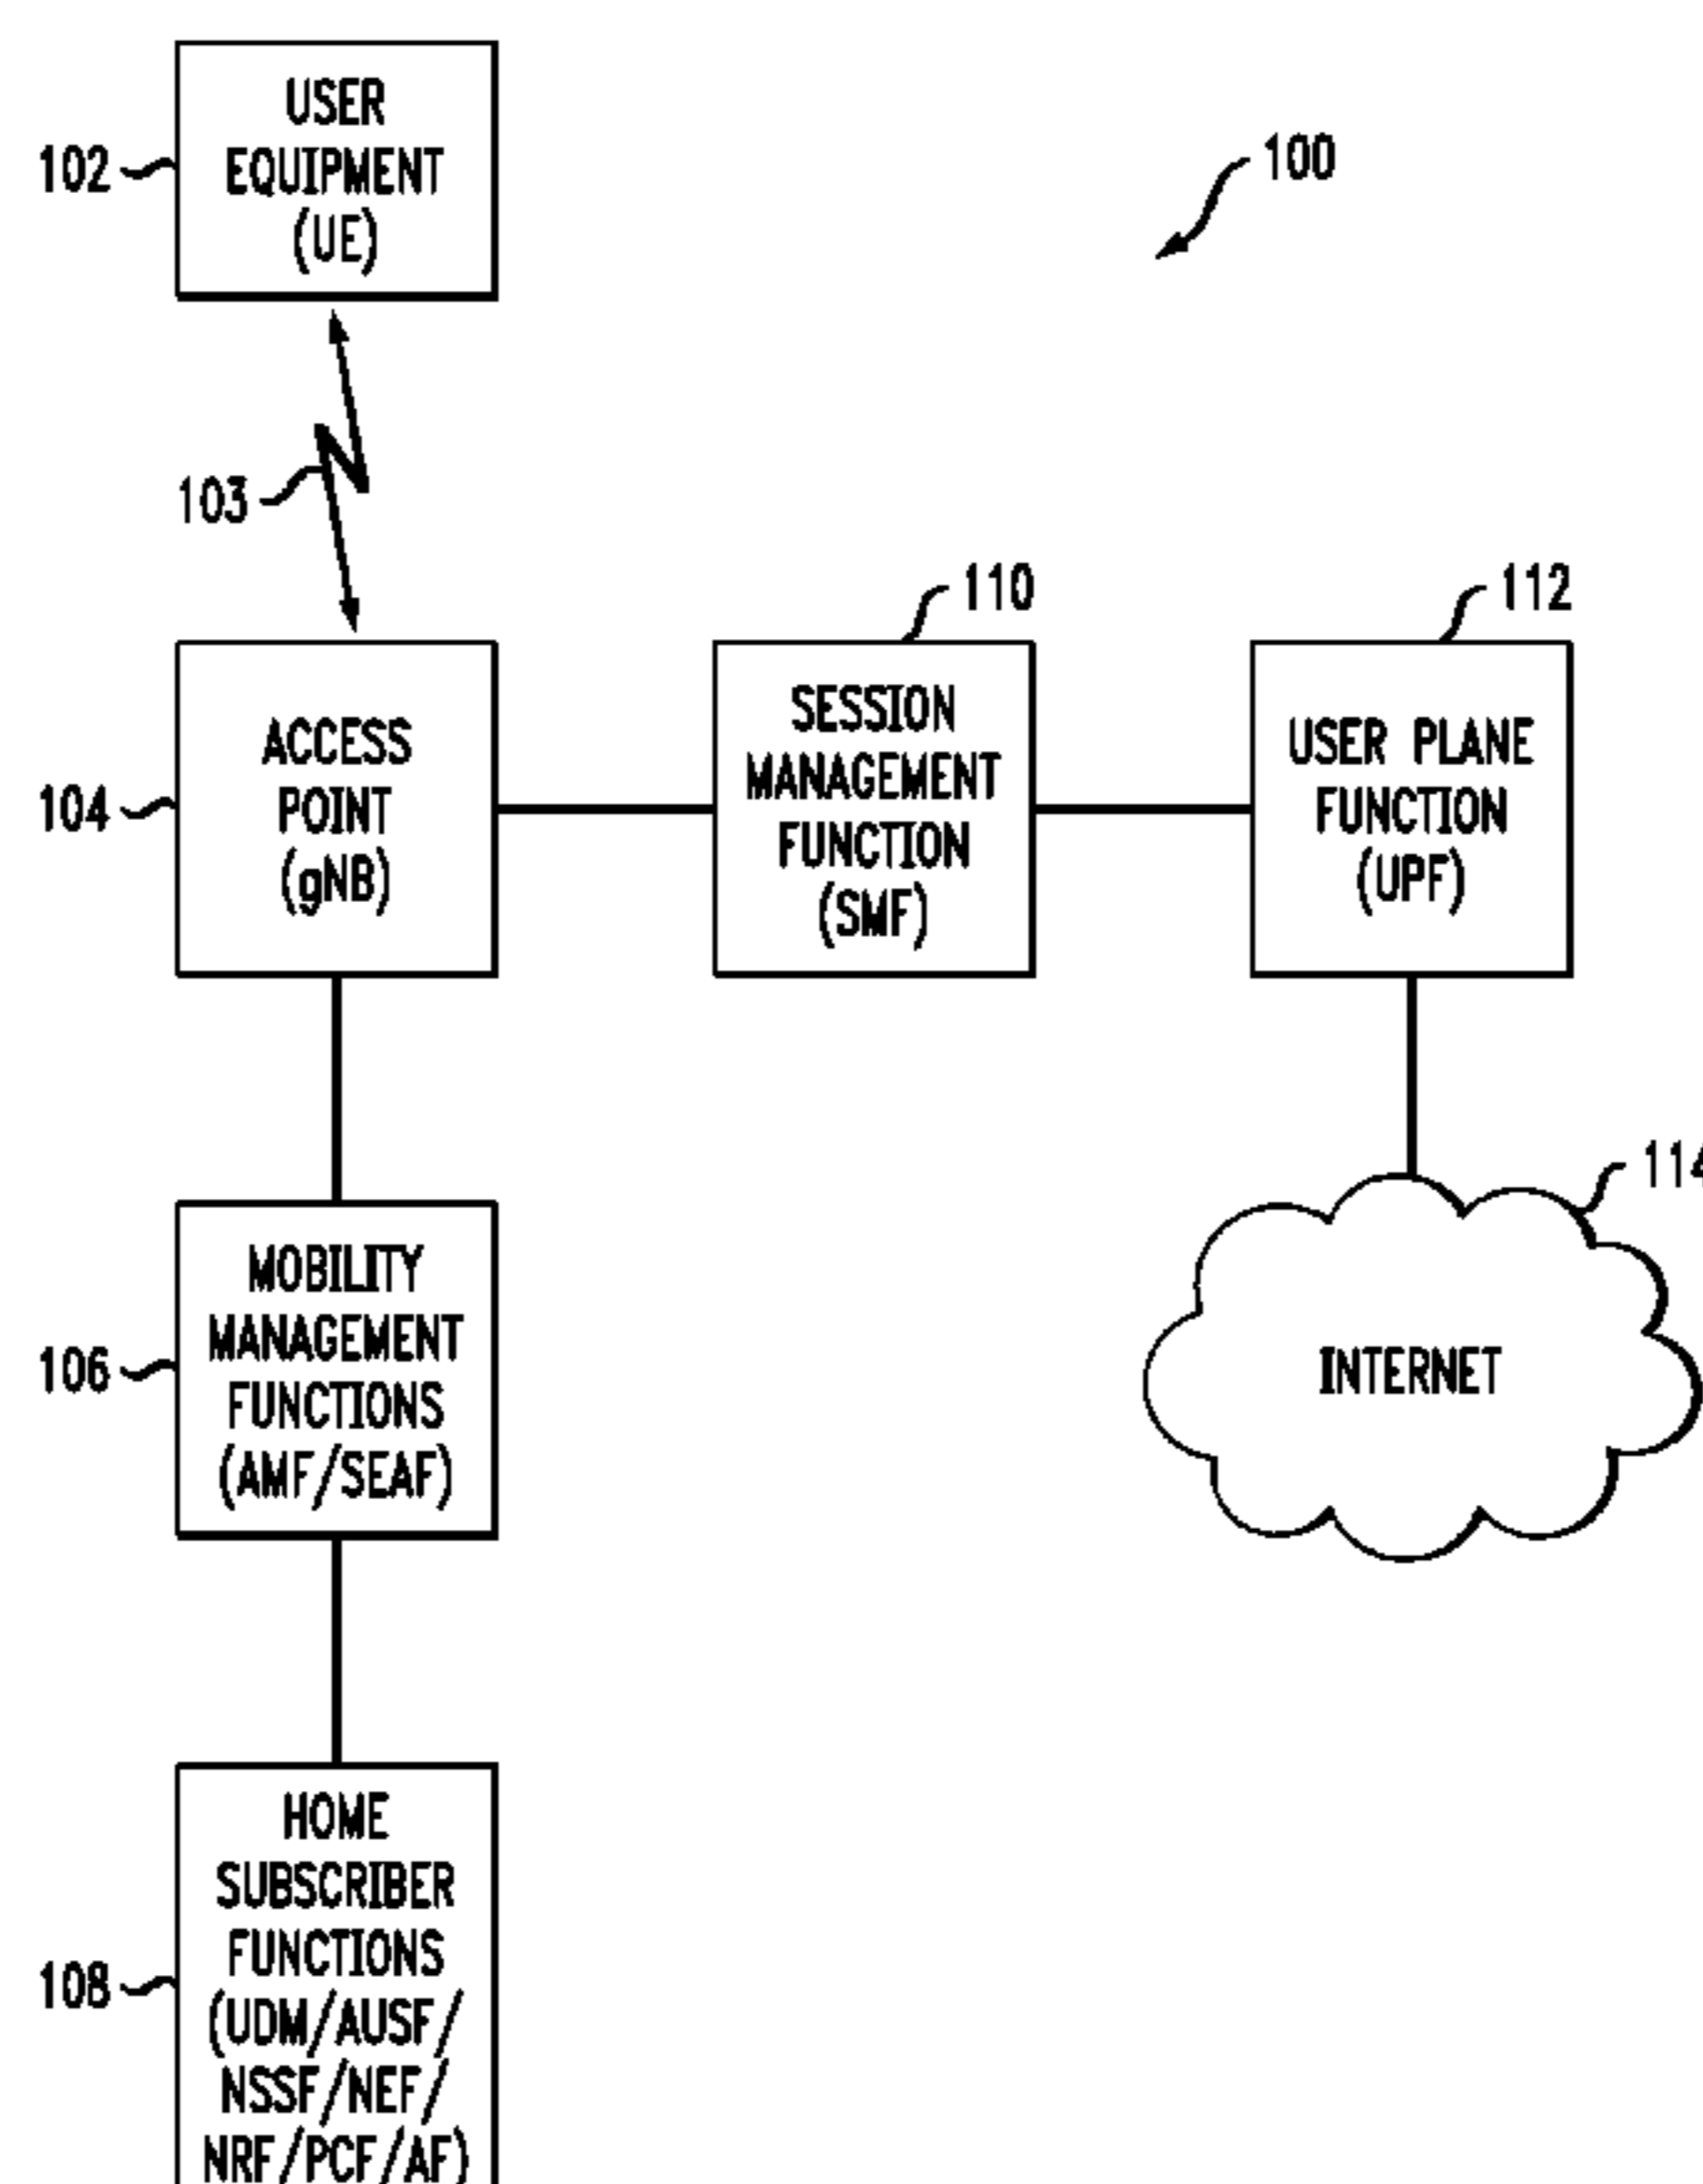 USER
EQUIPMENT
(UE)
102
100
103
110
112
ACCESS
POINT
(gNB)
104
SESSION
MANAGEMENT
FUNCTION
(SMF)
USER PLANE
FUNCTION
(UPF)
114
MOBILITY
MANAGEMENT
FUNCTIONS
(AMF/SEAF)
106
INTERNET
HOME
SUBSCRIBER
FUNCTIONS
(UDM/AUSF/
NSSF/NEF/
NRF/PCF/AF)
108